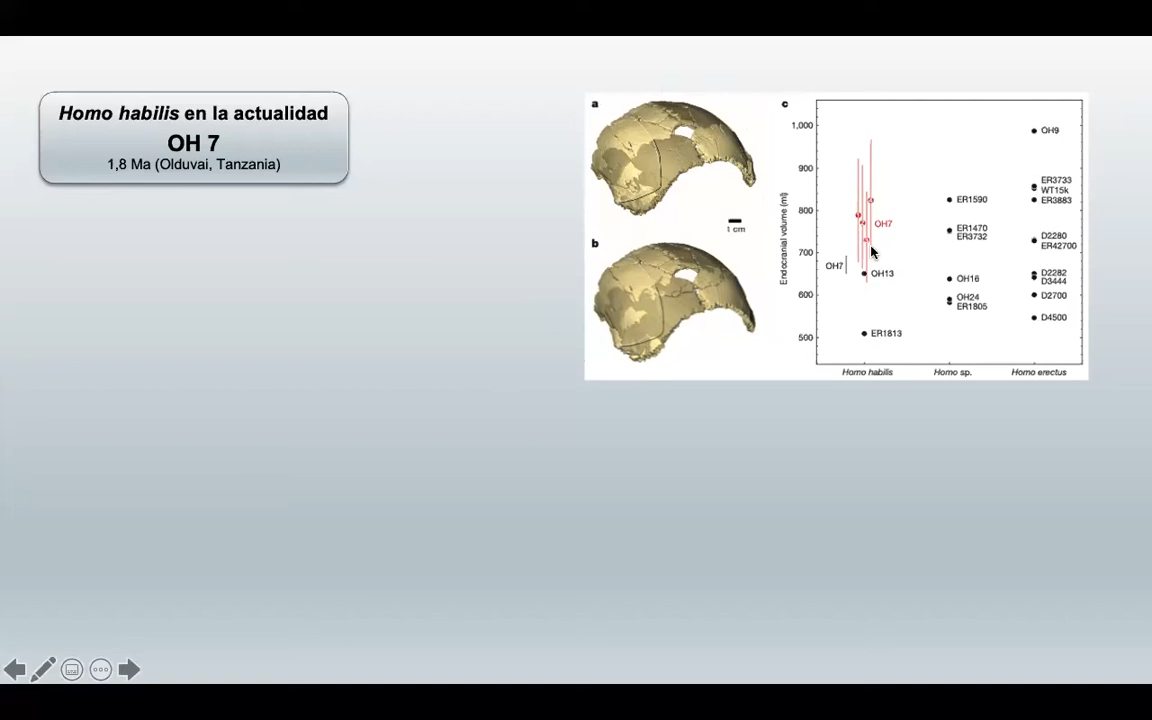 Homo habilis en la actualidad
OH 7
1,8 Ma (Olduvai, Tanzania)
a
1 cm
b
c
Endocranial volume (ml)
1,000
900
800
700
600
500
OH7
OH7
OH13
ER1813
ER1590
ER1470
ER3732
OH16
OH24
ER1805
OH9
ER3733
WT15k
ER3883
D2280
ER42700
D2282
D3444
D2700
D4500
Homo habilis
Homo sp.
Homo erectus